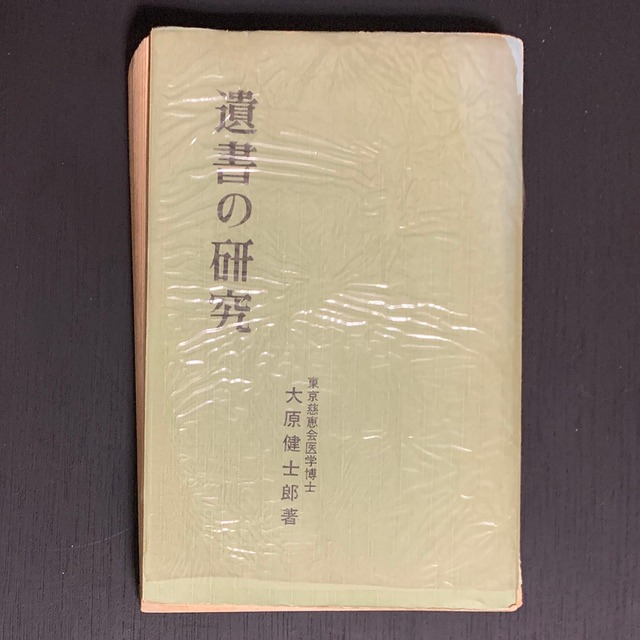 遺書の研究
東京慈恵会医学博士
大原健士郎著